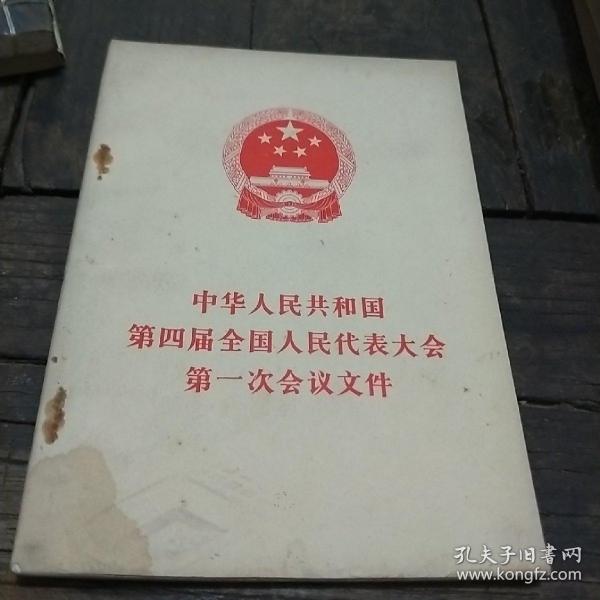 中华人民共和国
第四届全国人民代表大会
第一次会议文件
孔夫子旧书网
www.kongfz.com